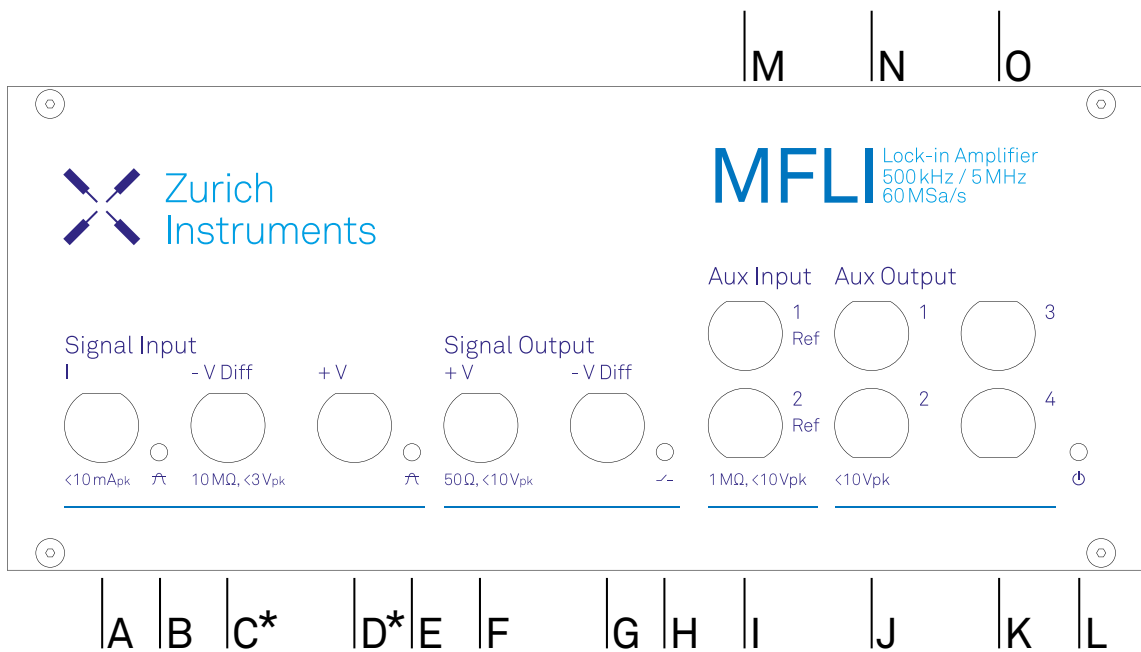 M N O
Zurich
Instruments
MFLI
Lock-in Amplifier
500 kHz / 5 MHz
60 MSa/s
Aux Input
Aux Output
1
Ref
1
3
Signal Input
Signal Output
I
- V Diff
+ V
+ V
- V Diff
2
Ref
2
4
<10 mApk
10 MΩ, <3 Vpk
50 Ω, <10 Vpk
1 MΩ, <10 Vpk
<10 Vpk
A B C* D* E F G H I J K L